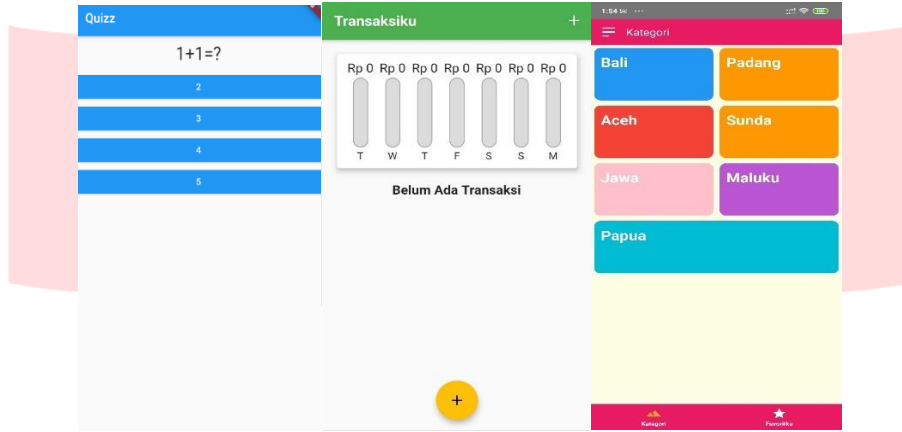 Quizz
1+1=?
2
3
4
5
Transaksiku +
Rp 0 Rp 0 Rp 0 Rp 0 Rp 0 Rp 0 Rp 0
T W T F S S M
Belum Ada Transaksi
+
Kategori
Bali
Padang
Aceh
Sunda
Jawa
Maluku
Papua
Kategori